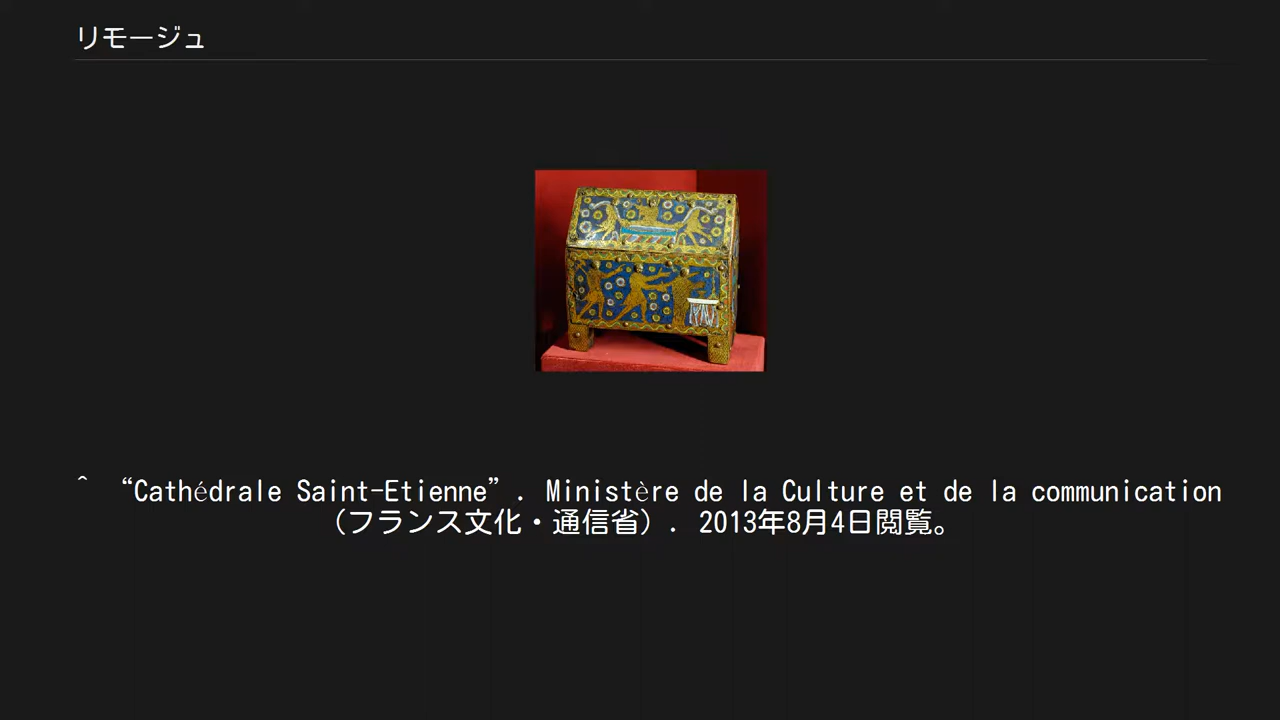 リモージュ
^ “Cathédrale Saint-Etienne”. Ministère de la Culture et de la communication
（フランス文化・通信省）. 2013年8月4日閲覧。